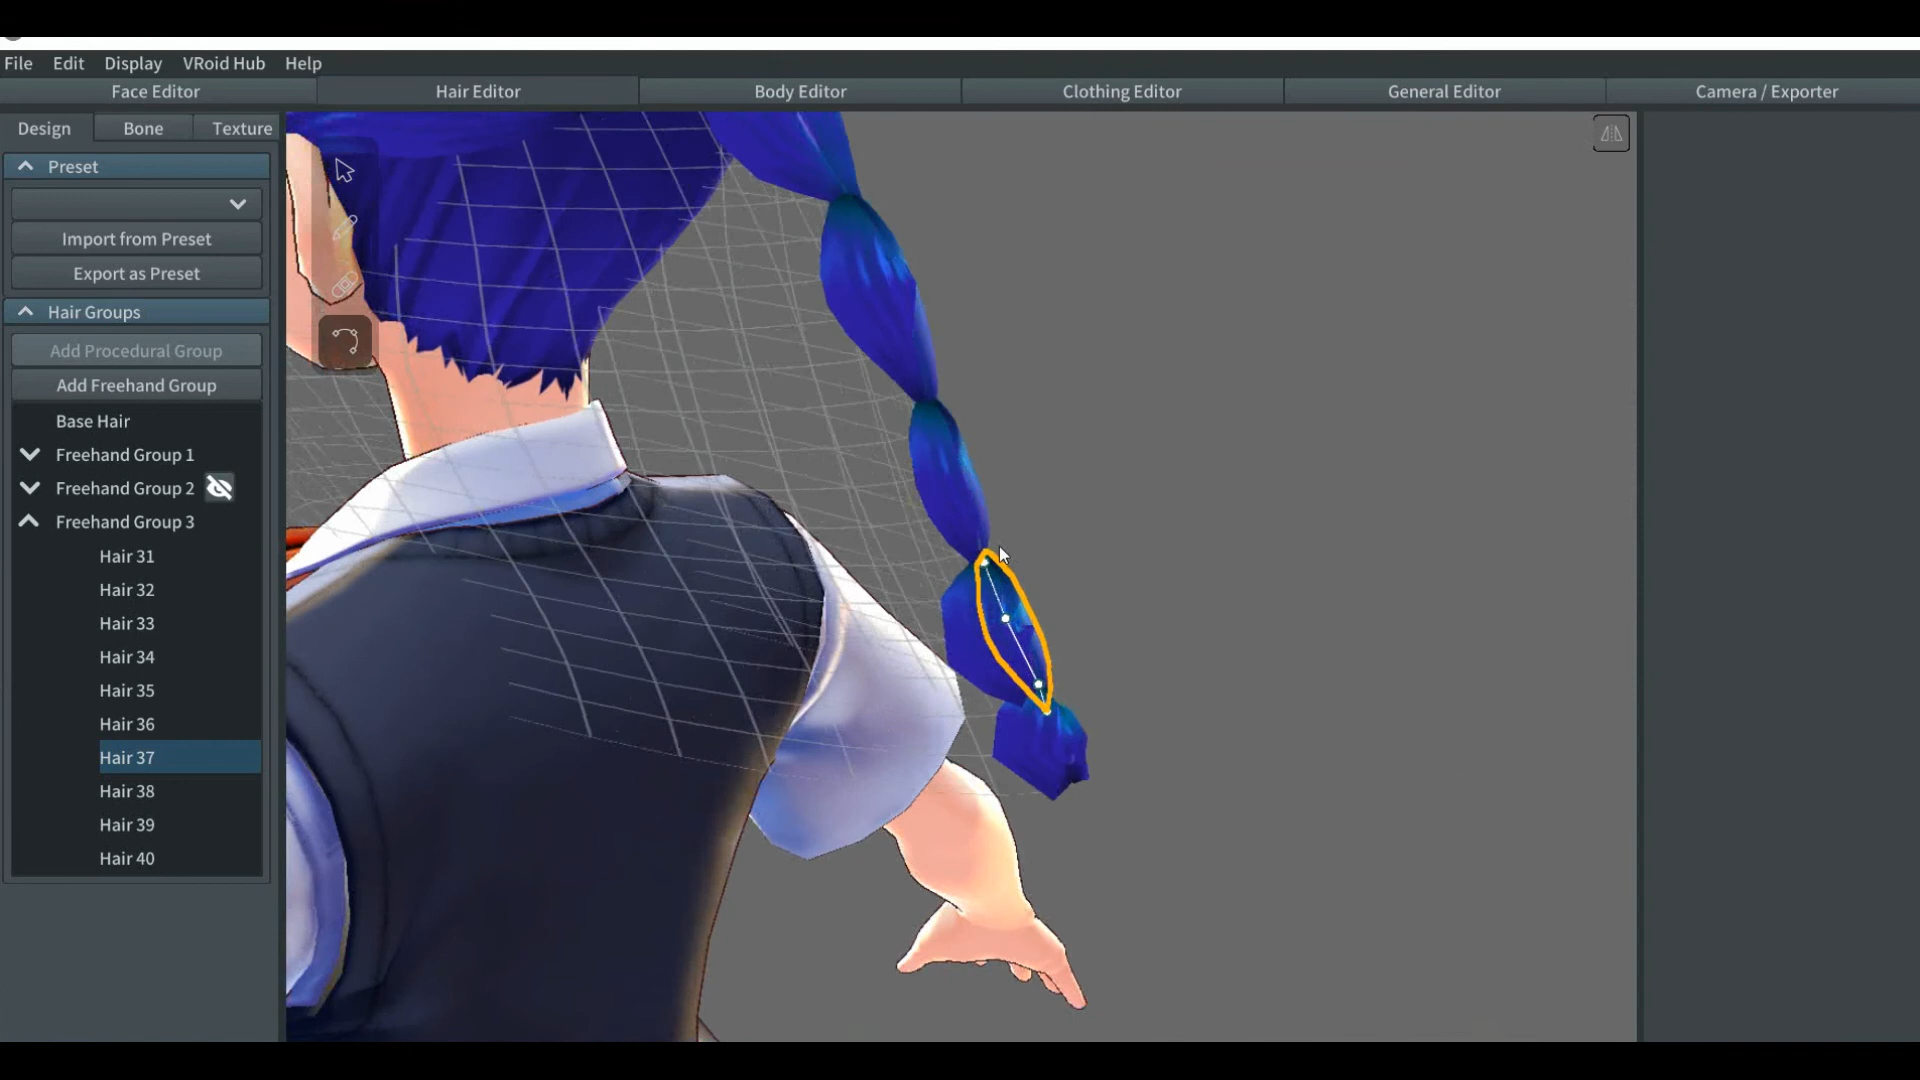 File Edit Display VRoid Hub Help
Face Editor Hair Editor Body Editor Clothing Editor General Editor Camera / Exporter
Design Bone Texture
Preset
Import from Preset
Export as Preset
Hair Groups
Add Procedural Group
Add Freehand Group
Base Hair
Freehand Group 1
Freehand Group 2
Freehand Group 3
Hair 31
Hair 32
Hair 33
Hair 34
Hair 35
Hair 36
Hair 37
Hair 38
Hair 39
Hair 40